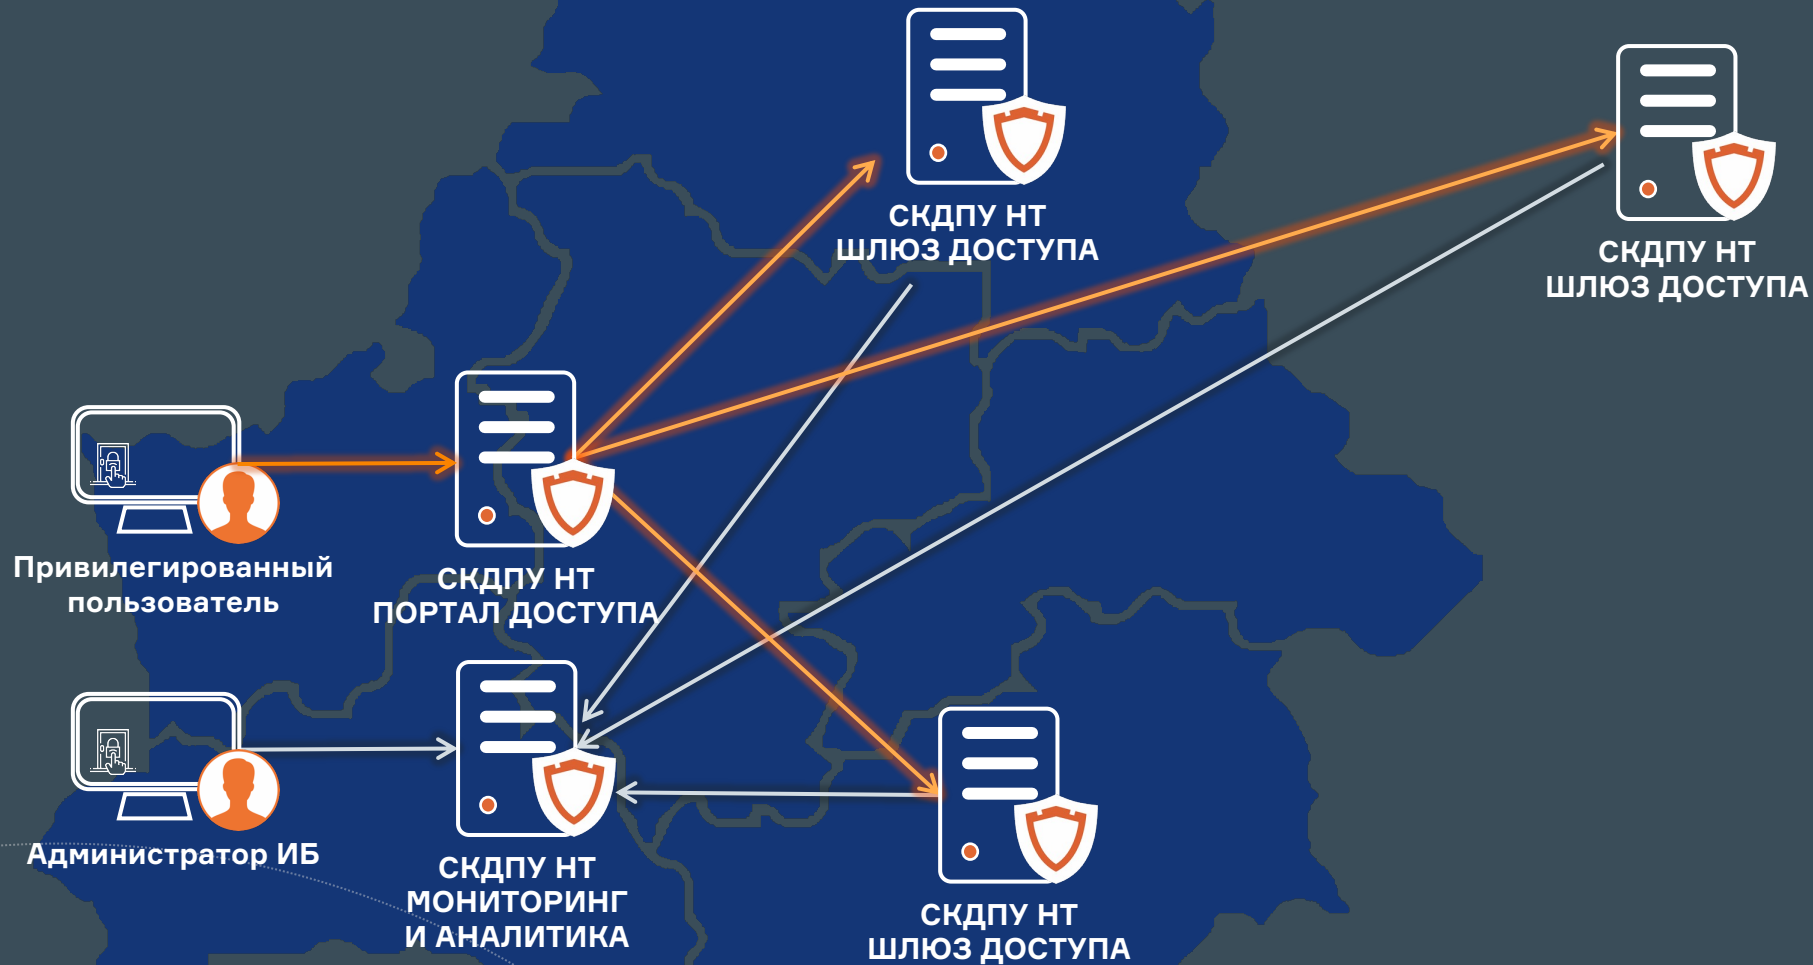 СКДПУ НТ
ШЛЮЗ ДОСТУПА
СКДПУ НТ
ШЛЮЗ ДОСТУПА
Привилегированный
пользователь
СКДПУ НТ
ПОРТАЛ ДОСТУПА
Администратор ИБ
СКДПУ НТ
МОНИТОРИНГ
И АНАЛИТИКА
СКДПУ НТ
ШЛЮЗ ДОСТУПА